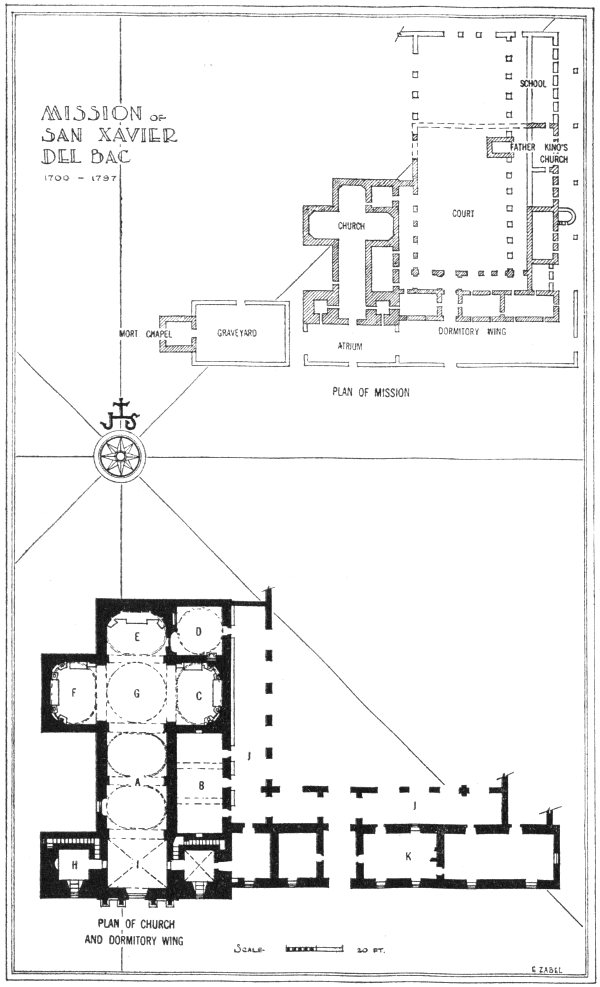 MISSION OF
SAN XAVIER
DEL BAC
1700 - 1797
SCHOOL
FATHER KINO'S
CHURCH
CHURCH
COURT
MORT CHAPEL
GRAVEYARD
DORMITORY WING
ATRIUM
PLAN OF MISSION
JHS
E
D
F
G
C
A
B
J
J
H
I
K
PLAN OF CHURCH
AND DORMITORY WING
SCALE 20 FT.
E ZABEL